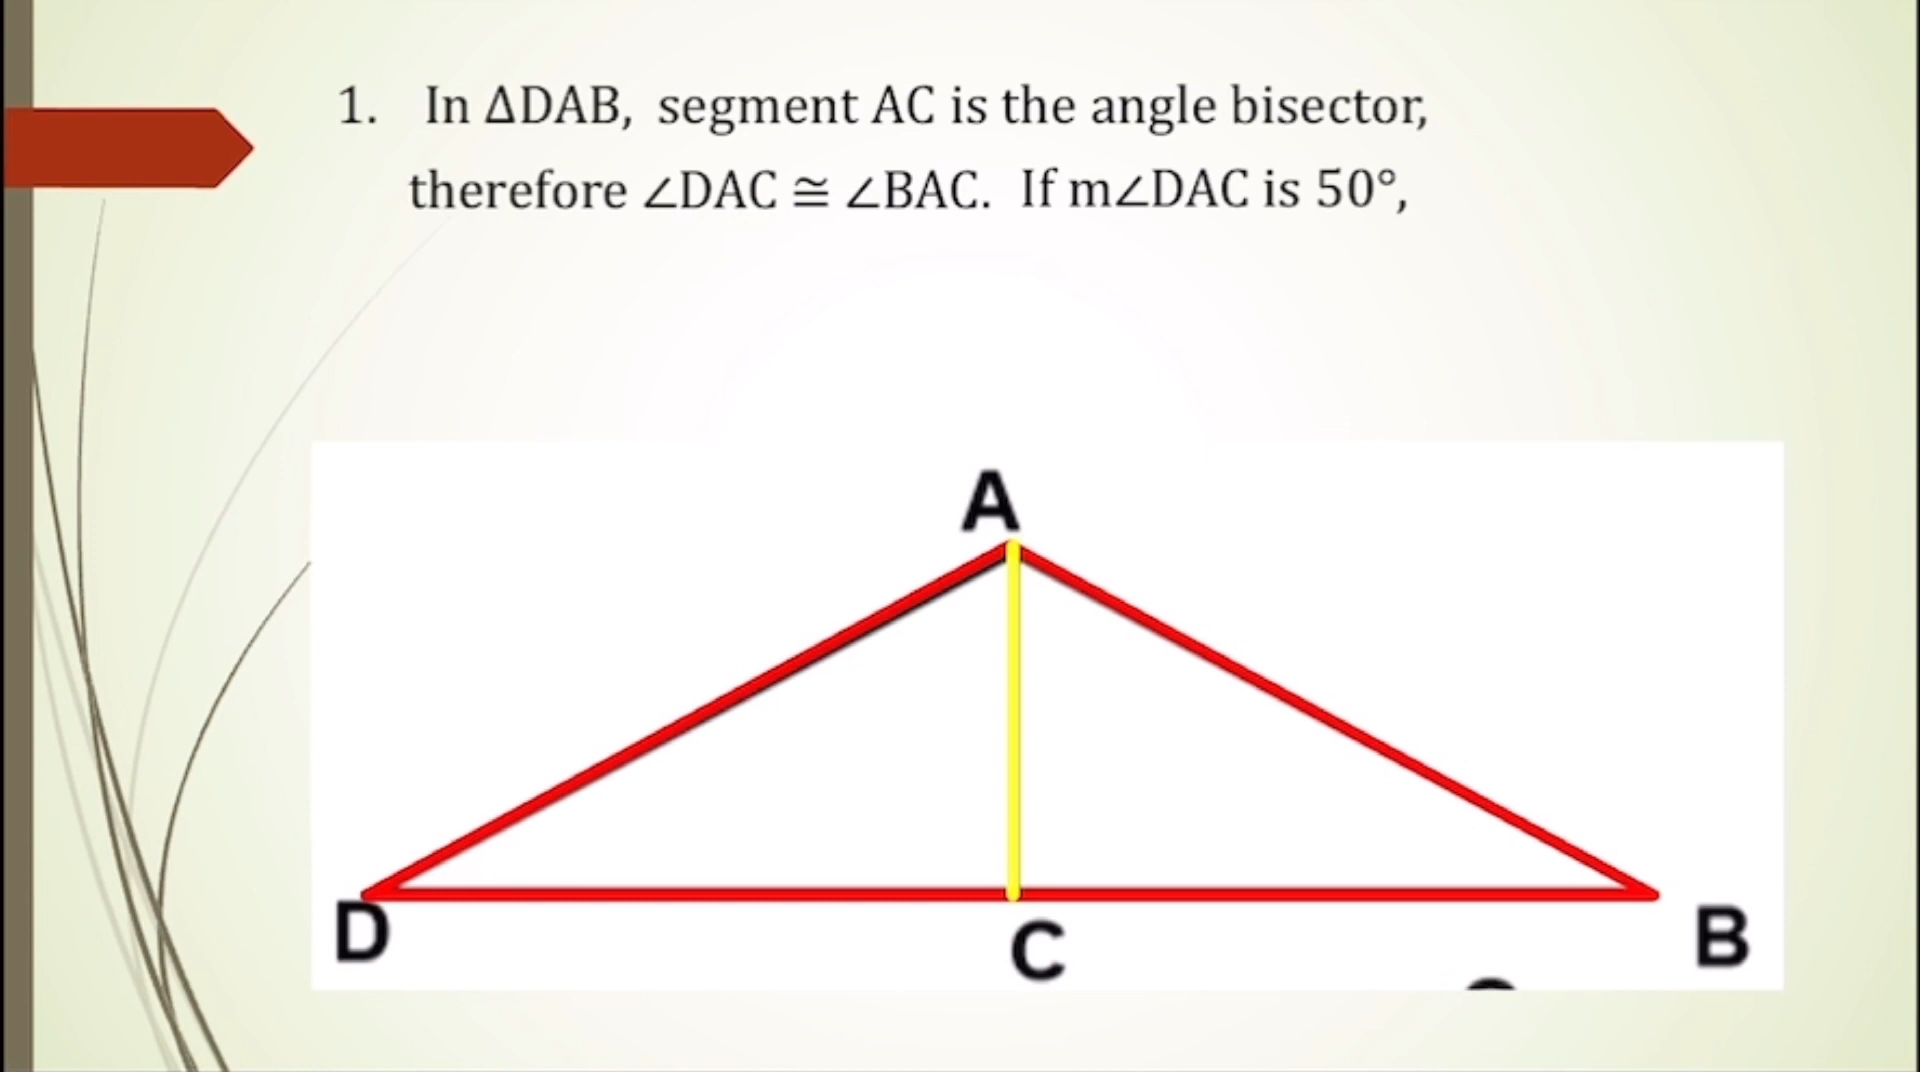 1. In ΔDAB, segment AC is the angle bisector,
therefore ∠DAC ≅ ∠BAC. If m∠DAC is 50°,
A
D
C
B